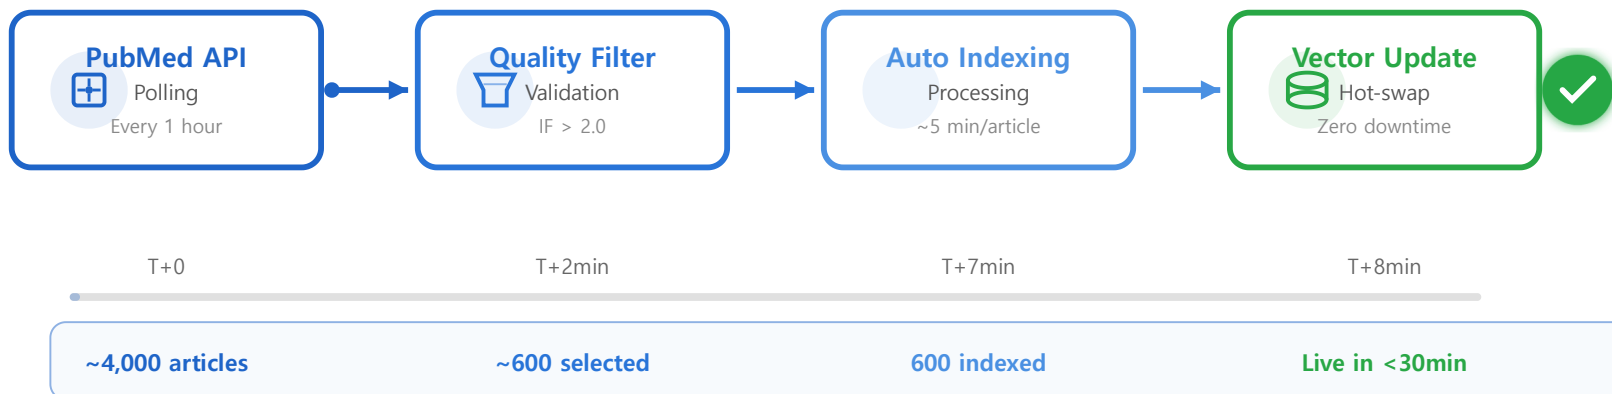 PubMed API
Polling
Every 1 hour
Quality Filter
Validation
IF > 2.0
Auto Indexing
Processing
~5 min/article
Vector Update
Hot-swap
Zero downtime
T+0
T+2min
T+7min
T+8min
~4,000 articles
~600 selected
600 indexed
Live in <30min